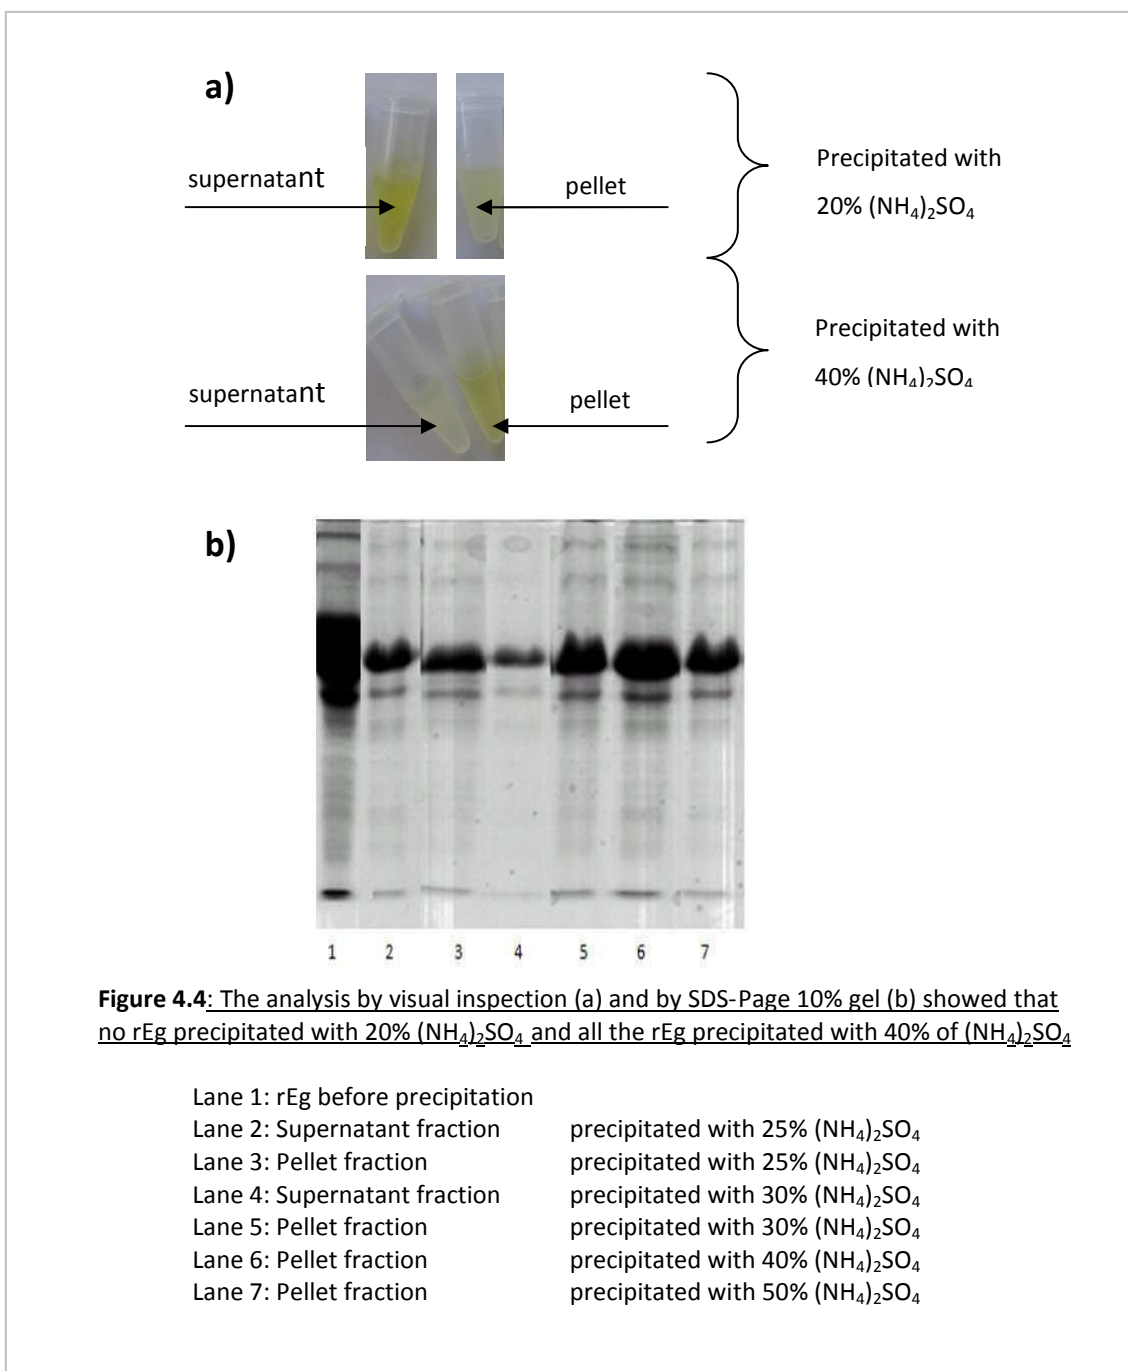 a)
supernatant
pellet
Precipitated with
20% (NH₄)₂SO₄
supernatant
pellet
Precipitated with
40% (NH₄)₂SO₄
b)
1 2 3 4 5 6 7
Figure 4.4: The analysis by visual inspection (a) and by SDS-Page 10% gel (b) showed that
no rEg precipitated with 20% (NH₄)₂SO₄ and all the rEg precipitated with 40% of (NH₄)₂SO₄
Lane 1: rEg before precipitation
Lane 2: Supernatant fraction precipitated with 25% (NH₄)₂SO₄
Lane 3: Pellet fraction precipitated with 25% (NH₄)₂SO₄
Lane 4: Supernatant fraction precipitated with 30% (NH₄)₂SO₄
Lane 5: Pellet fraction precipitated with 30% (NH₄)₂SO₄
Lane 6: Pellet fraction precipitated with 40% (NH₄)₂SO₄
Lane 7: Pellet fraction precipitated with 50% (NH₄)₂SO₄